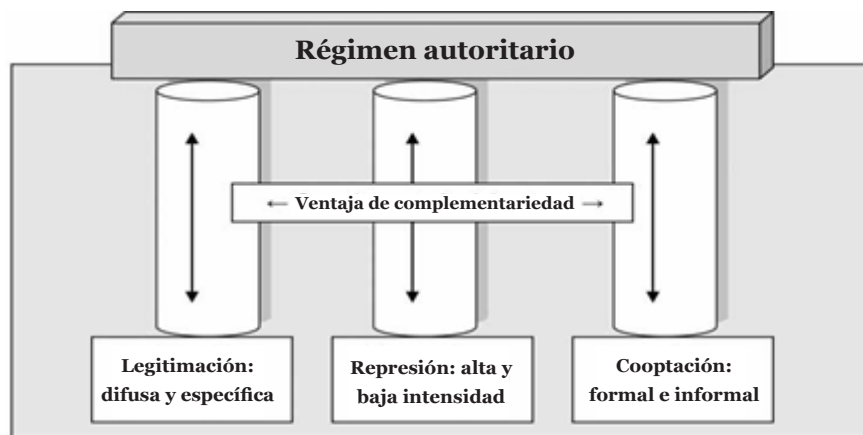 Régimen autoritario
← Ventaja de complementariedad →
Legitimación:
difusa y específica
Represión: alta y
baja intensidad
Cooptación:
formal e informal